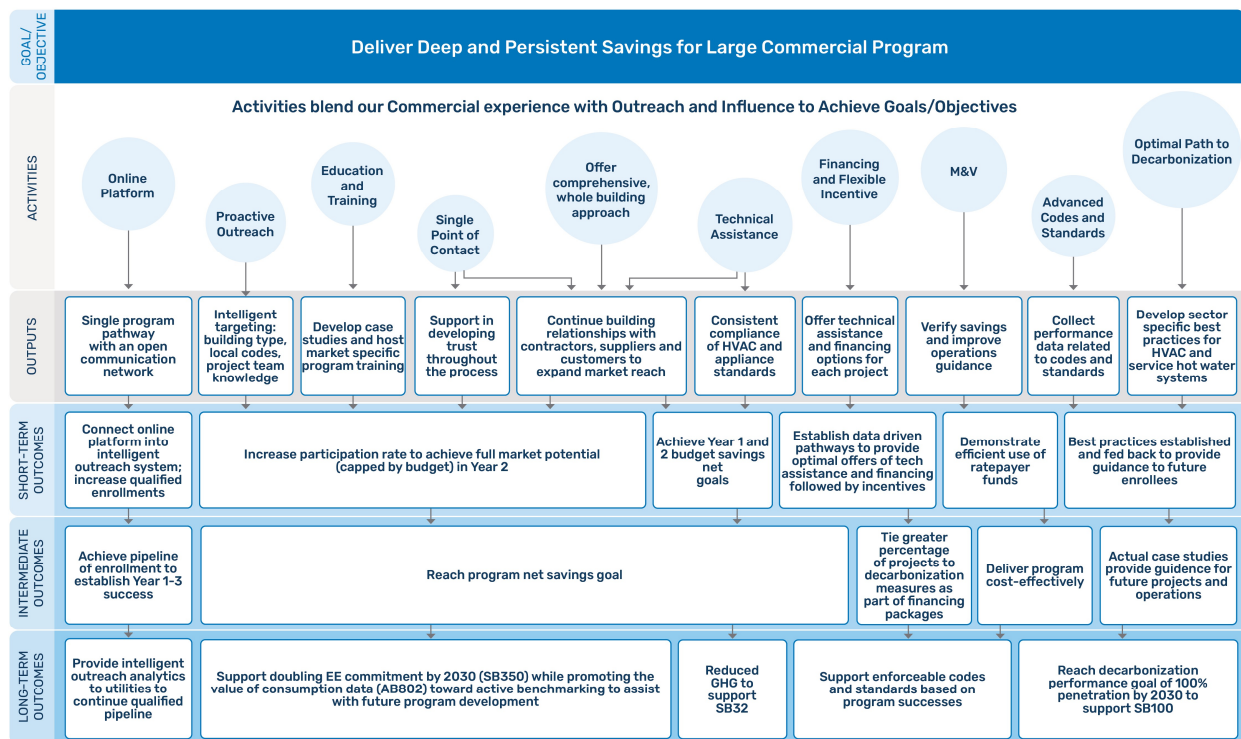 GOAL/
OBJECTIVE
Deliver Deep and Persistent Savings for Large Commercial Program
ACTIVITIES
Activities blend our Commercial experience with Outreach and Influence to Achieve Goals/Objectives
Online
Platform
Proactive
Outreach
Education
and
Training
Single
Point of
Contact
Offer
comprehensive,
whole building
approach
Technical
Assistance
Financing
and Flexible
Incentive
M&V
Advanced
Codes and
Standards
Optimal Path to
Decarbonization
OUTPUTS
Single program
pathway
with an open
communication
network
Intelligent
targeting:
building type,
local codes,
project team
knowledge
Develop case
studies and host
market specific
program training
Support in
developing
trust
throughout
the process
Continue building
relationships with
contractors, suppliers and
customers to
expand market reach
Consistent
compliance
of HVAC and
appliance
standards
Offer technical
assistance
and financing
options for
each project
Verify savings
and improve
operations
guidance
Collect
performance
data related
to codes and
standards
Develop sector
specific best
practices for
HVAC and
service hot water
systems
SHORT-TERM
OUTCOMES
Connect online
platform into
intelligent
outreach system;
increase qualified
enrollments
Increase participation rate to achieve full market potential
(capped by budget) in Year 2
Achieve Year 1 and
2 budget savings
net
goals
Establish data driven
pathways to provide
optimal offers of tech
assistance and financing
followed by incentives
Demonstrate
efficient use of
ratepayer
funds
Best practices established
and fed back to provide
guidance to future
enrollees
INTERMEDIATE
OUTCOMES
Achieve pipeline
of enrollment to
establish Year 1-3
success
Reach program net savings goal
Tie greater
percentage
of projects to
decarbonization
measures as
part of financing
packages
Deliver program
cost-effectively
Actual case studies
provide guidance for
future projects and
operations
LONG-TERM
OUTCOMES
Provide intelligent
outreach analytics
to utilities to
continue qualified
pipeline
Support doubling EE commitment by 2030 (SB350) while promoting the
value of consumption data (AB802) toward active benchmarking to assist
with future program development
Reduced
GHG to
support
SB32
Support enforceable codes
and standards based on
program successes
Reach decarbonization
performance goal of 100%
penetration by 2030 to
support SB100